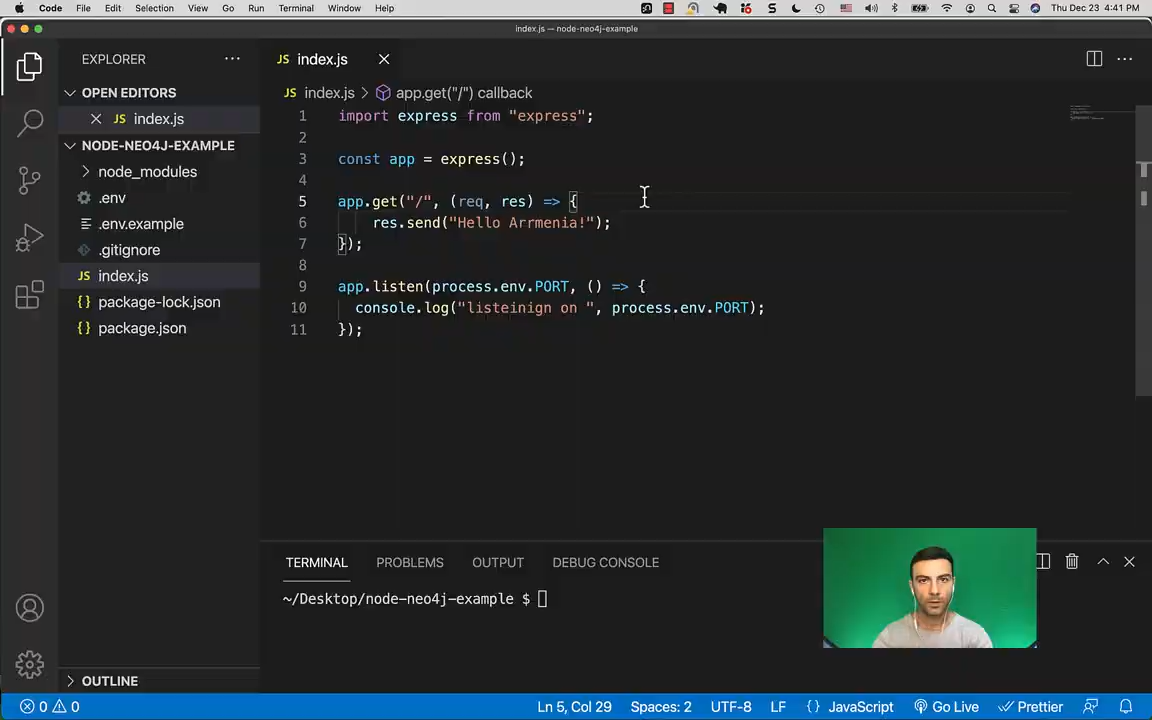 Code File Edit Selection View Go Run Terminal Window Help Thu Dec 23 4:41 PM
index.js — node-neo4j-example
EXPLORER
JS index.js
OPEN EDITORS
JS index.js
JS index.js > app.get("/") callback
NODE-NEO4J-EXAMPLE
node_modules
.env
.env.example
.gitignore
JS index.js
{} package-lock.json
{} package.json
OUTLINE
1 import express from "express";
2
3 const app = express();
4
5 app.get("/", (req, res) => {
6 res.send("Hello Arrmenia!");
7 });
8
9 app.listen(process.env.PORT, () => {
10 console.log("listeinign on ", process.env.PORT);
11 });
TERMINAL PROBLEMS OUTPUT DEBUG CONSOLE
~/Desktop/node-neo4j-example $
0 0 Ln 5, Col 29 Spaces: 2 UTF-8 LF {} JavaScript Go Live Prettier